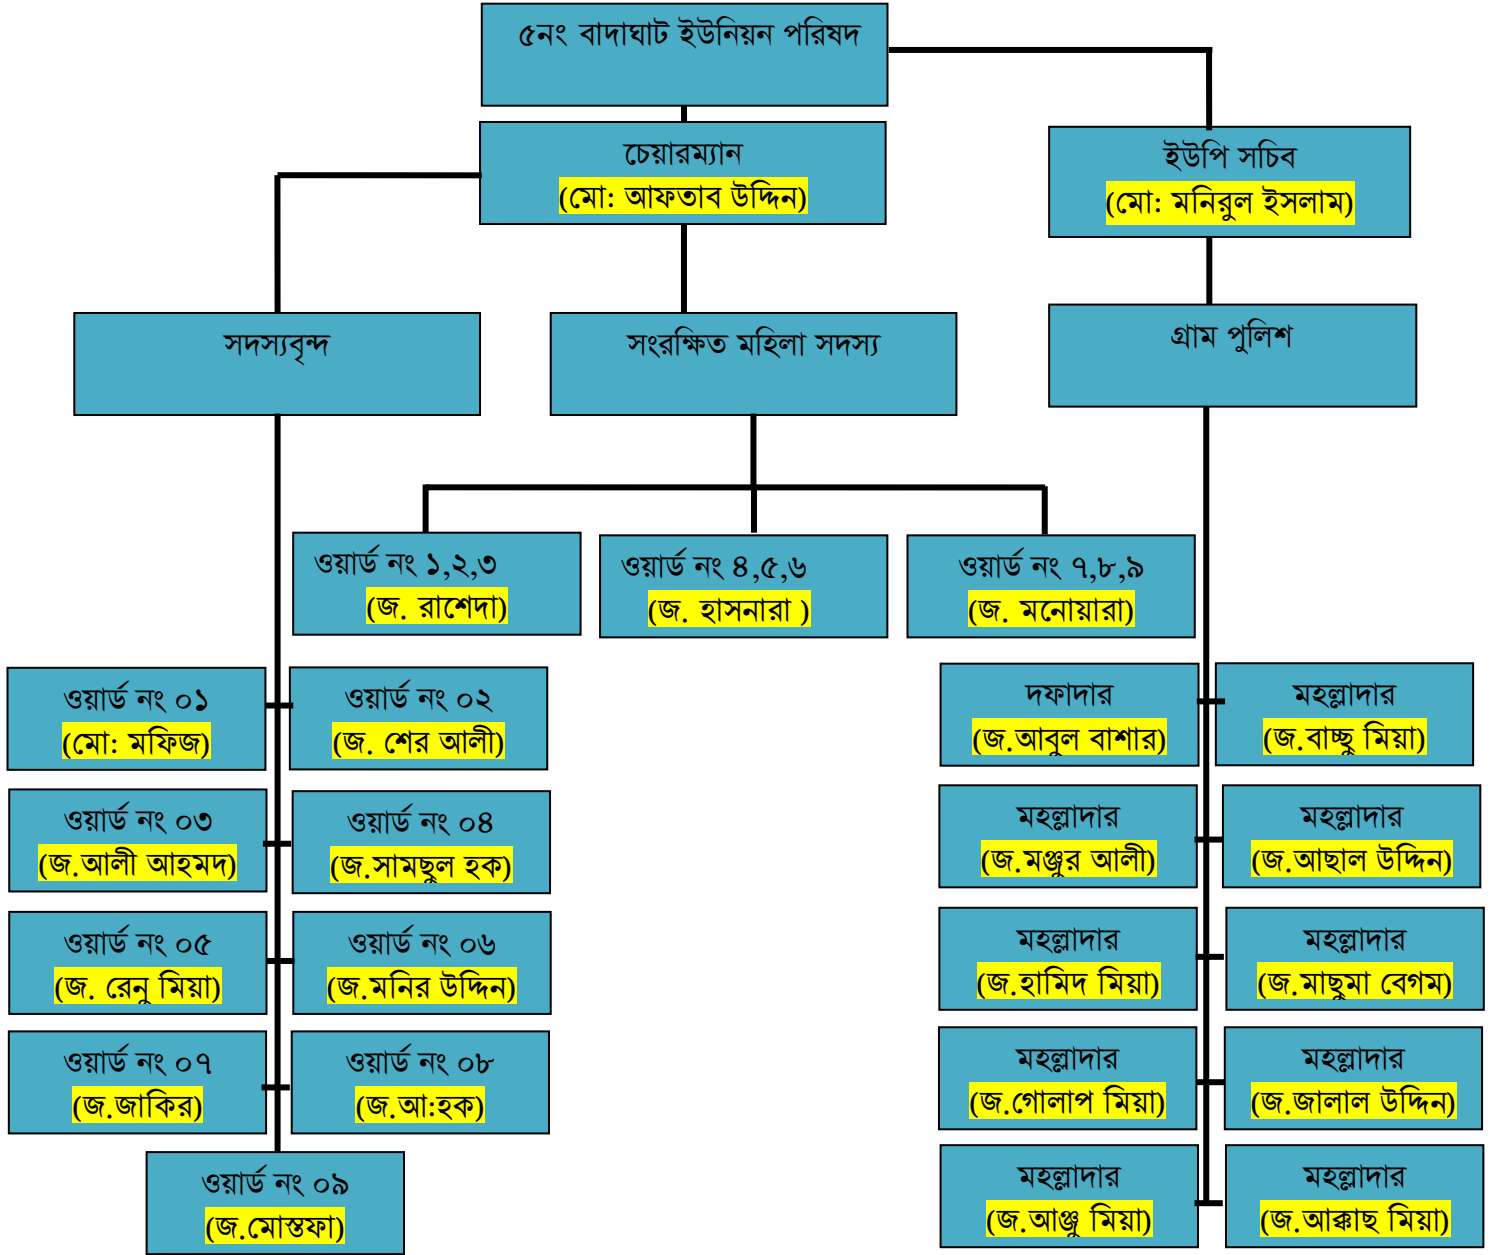 ৫নং বাদাঘাট ইউনিয়ন পরিষদ
চেয়ারম্যান
(মো: আফতাব উদ্দিন)
ইউপি সচিব
(মো: মনিরুল ইসলাম)
সদস্যবৃন্দ
সংরক্ষিত মহিলা সদস্য
গ্রাম পুলিশ
ওয়ার্ড নং ১,২,৩
(জ. রাশেদা)
ওয়ার্ড নং ৪,৫,৬
(জ. হাসনারা )
ওয়ার্ড নং ৭,৮,৯
(জ. মনোয়ারা)
ওয়ার্ড নং ০১
(মো: মফিজ)
ওয়ার্ড নং ০২
(জ. শের আলী)
ওয়ার্ড নং ০৩
(জ.আলী আহমদ)
ওয়ার্ড নং ০৪
(জ.সামছুল হক)
ওয়ার্ড নং ০৫
(জ. রেনু মিয়া)
ওয়ার্ড নং ০৬
(জ.মনির উদ্দিন)
ওয়ার্ড নং ০৭
(জ.জাকির)
ওয়ার্ড নং ০৮
(জ.আ:হক)
ওয়ার্ড নং ০৯
(জ.মোস্তফা)
দফাদার
(জ.আবুল বাশার)
মহল্লাদার
(জ.বাচ্ছু মিয়া)
মহল্লাদার
(জ.মঞ্জুর আলী)
মহল্লাদার
(জ.আছাল উদ্দিন)
মহল্লাদার
(জ.হামিদ মিয়া)
মহল্লাদার
(জ.মাছুমা বেগম)
মহল্লাদার
(জ.গোলাপ মিয়া)
মহল্লাদার
(জ.জালাল উদ্দিন)
মহল্লাদার
(জ.আঞ্জু মিয়া)
মহল্লাদার
(জ.আক্কাছ মিয়া)